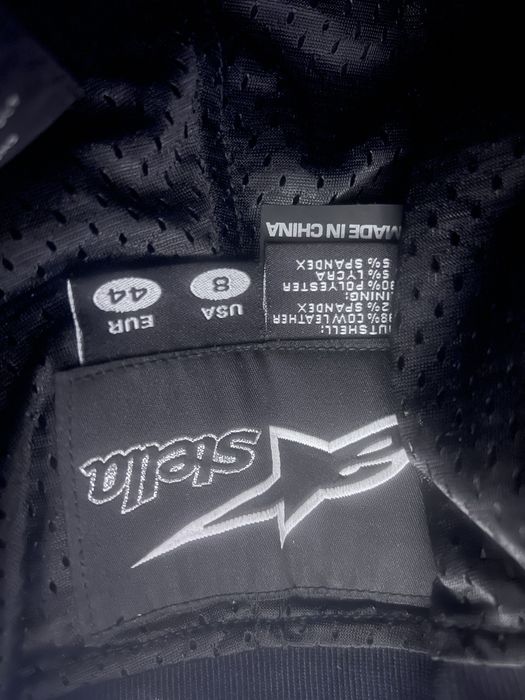 stella
OUTSHELL:
98% COW LEATHER
2% SPANDEX
LINING:
90% POLYESTER
5% LYCRA
5% SPANDEX
MADE IN CHINA
USA
8
EUR
44